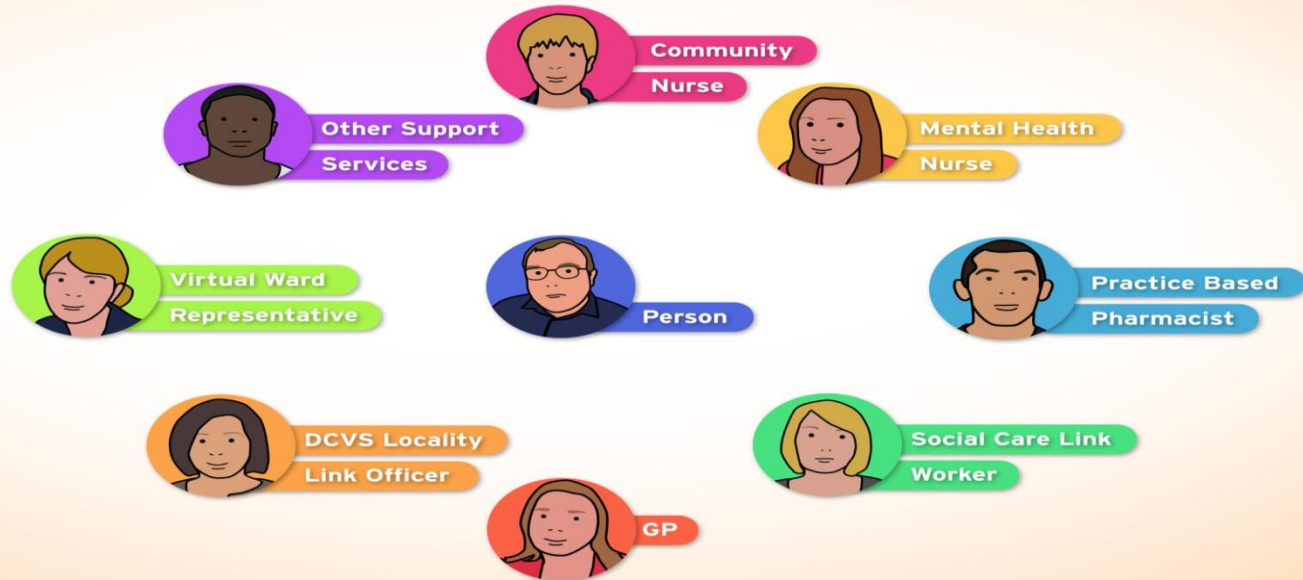 Community
Nurse
Other Support
Services
Mental Health
Nurse
Virtual Ward
Representative
Person
Practice Based
Pharmacist
DCVS Locality
Link Officer
Social Care Link
Worker
GP